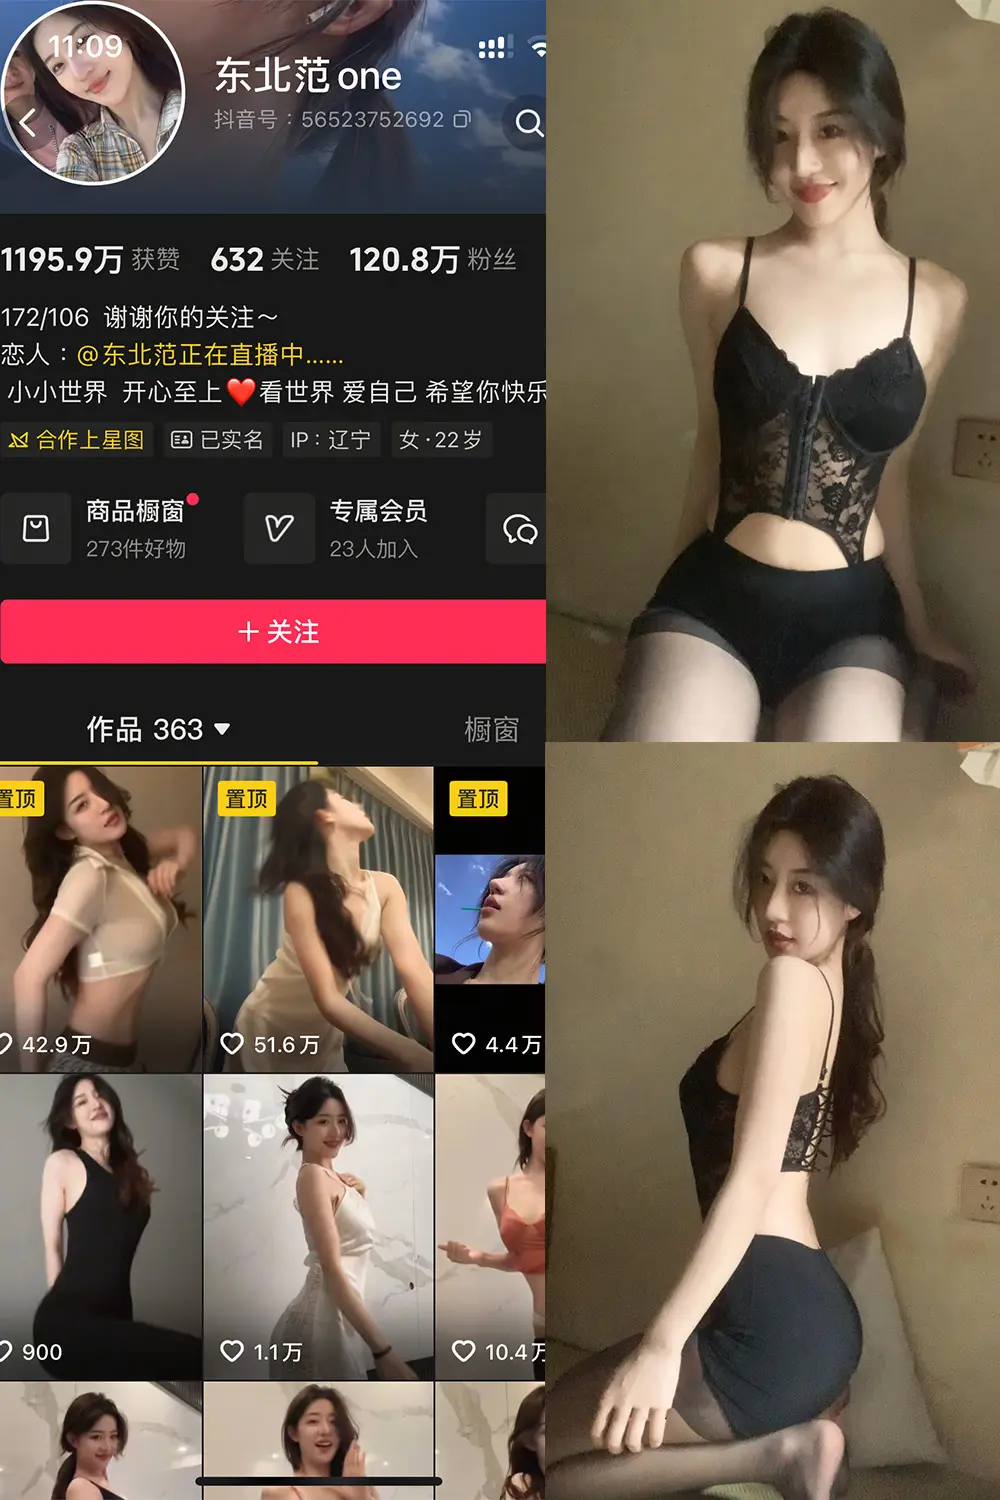 11:09
东北范one
抖音号：56523752692
1195.9万 获赞 632 关注 120.8万 粉丝
172/106 谢谢你的关注～
恋人：@东北范正在直播中……
小小世界 开心至上❤️看世界 爱自己 希望你快乐
合作上星图 已实名 IP：辽宁 女·22岁
商品橱窗 专属会员
273件好物 23人加入
＋关注
作品 363 橱窗
置顶 置顶 置顶
42.9万 51.6万 4.4万
900 1.1万 10.4万